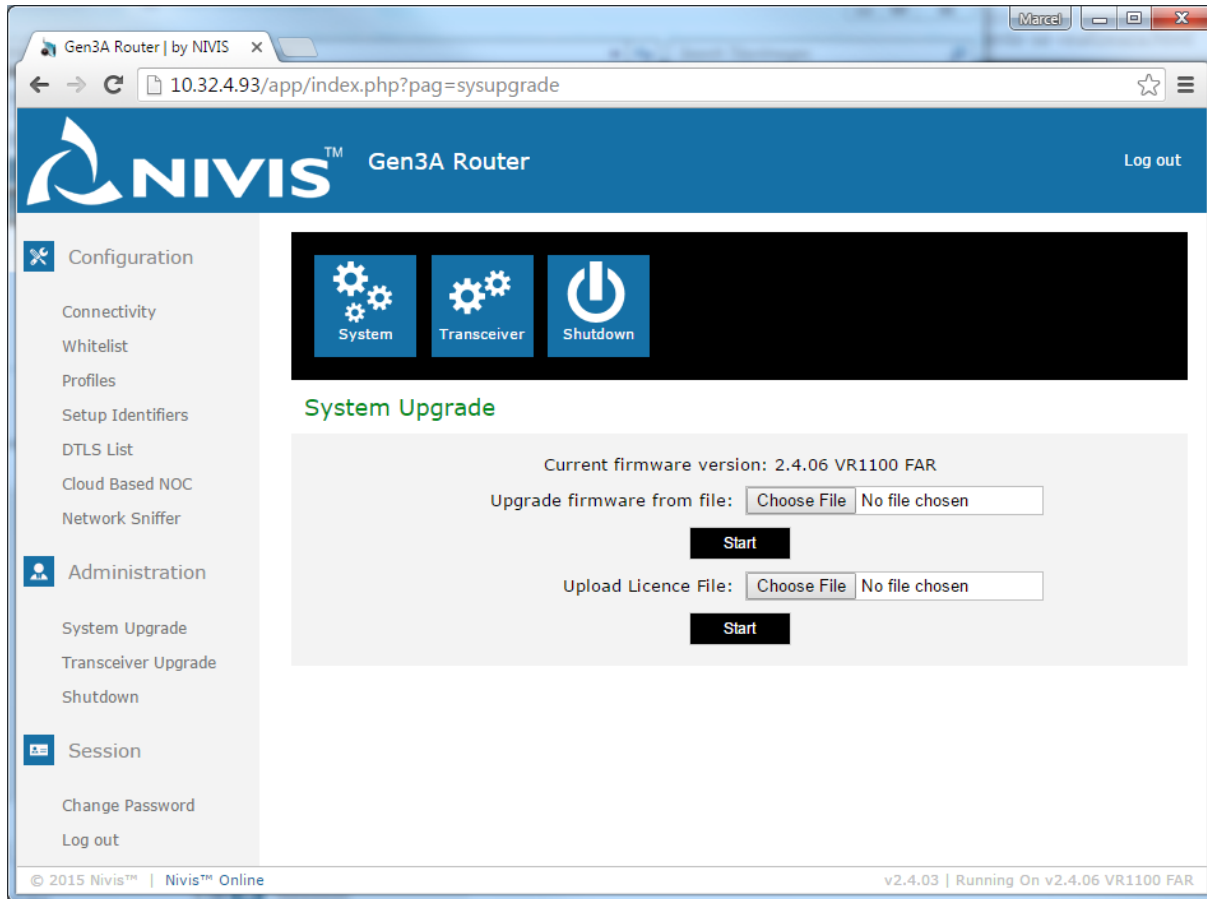 Marcel
Gen3A Router | by NIVIS
10.32.4.93/app/index.php?pag=sysupgrade
NIVIS™
Gen3A Router
Log out
Configuration
Connectivity
Whitelist
Profiles
Setup Identifiers
DTLS List
Cloud Based NOC
Network Sniffer
Administration
System Upgrade
Transceiver Upgrade
Shutdown
Session
Change Password
Log out
System
Transceiver
Shutdown
System Upgrade
Current firmware version: 2.4.06 VR1100 FAR
Upgrade firmware from file: Choose File No file chosen
Start
Upload Licence File: Choose File No file chosen
Start
© 2015 Nivis™ | Nivis™ Online
v2.4.03 | Running On v2.4.06 VR1100 FAR